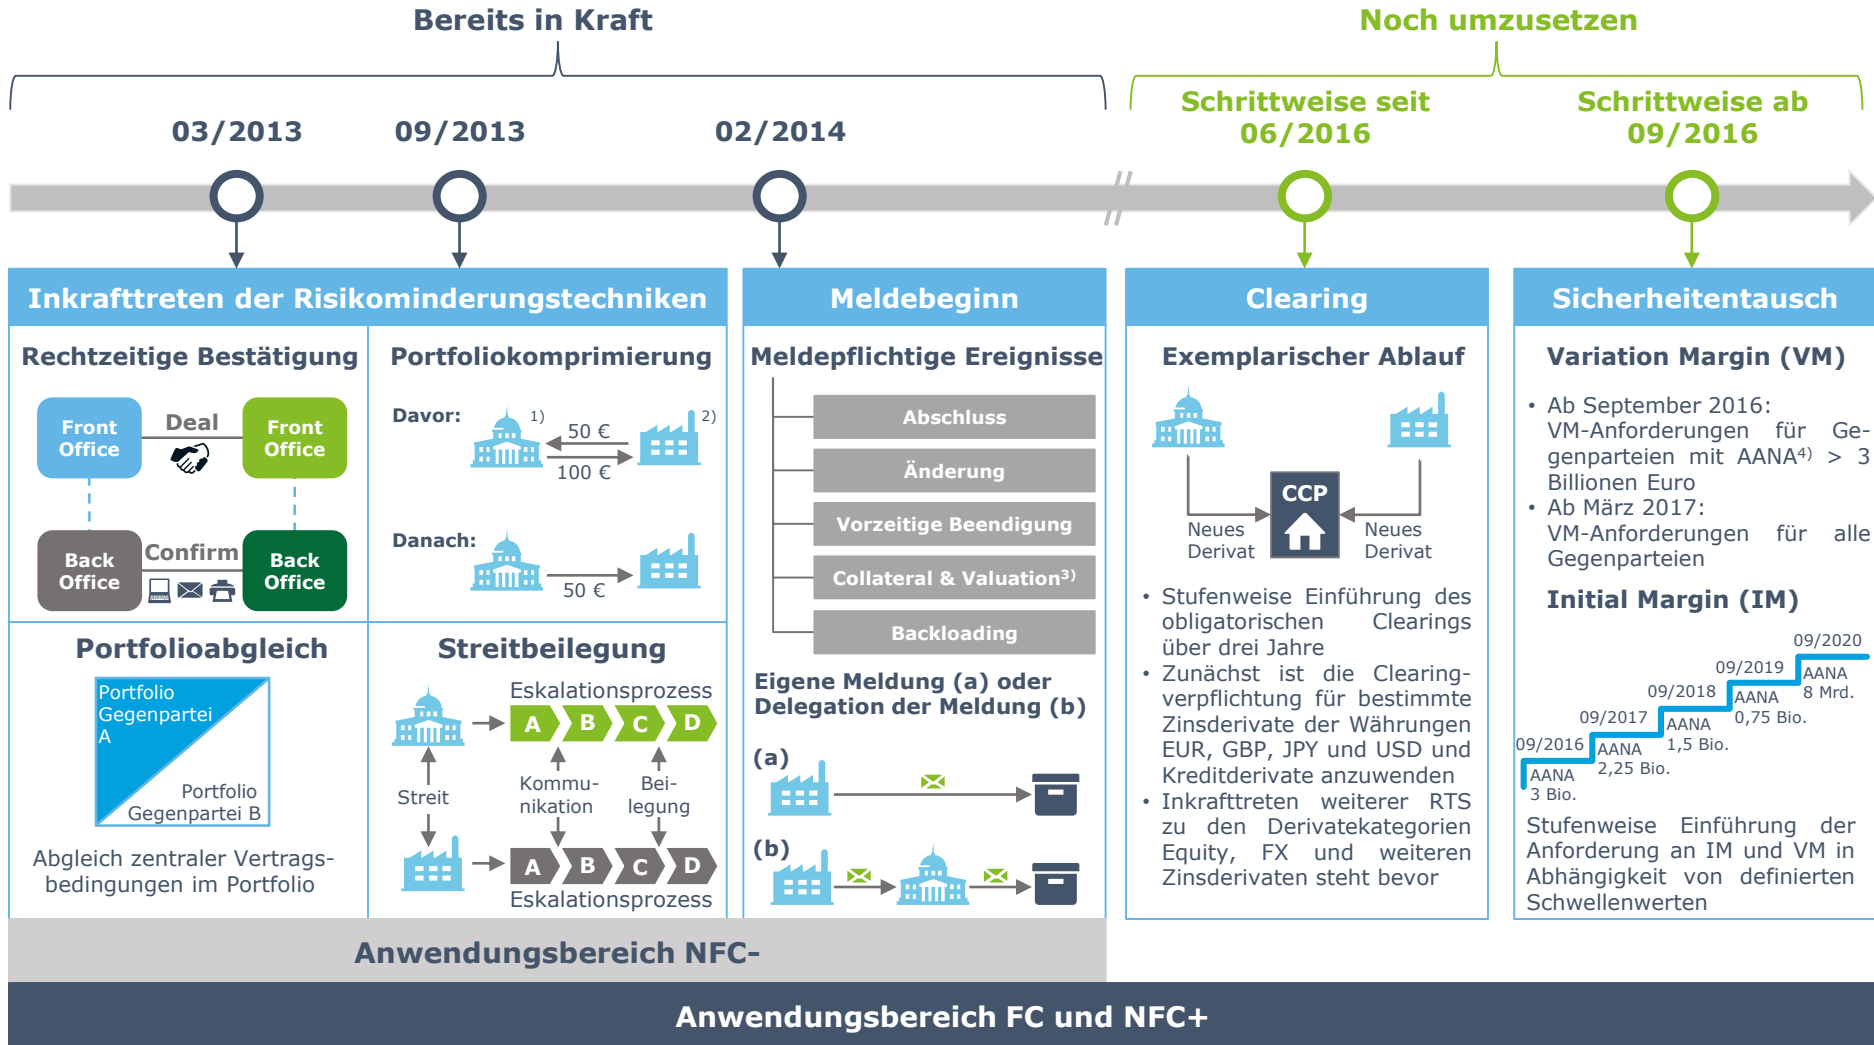 Bereits in Kraft
Noch umzusetzen
03/2013
09/2013
02/2014
Schrittweise seit
06/2016
Schrittweise ab
09/2016
Inkrafttreten der Risikominderungstechniken
Rechtzeitige Bestätigung
Front
Office
Deal
Front
Office
Back
Office
Confirm
Back
Office
Portfoliokomprimierung
Davor:
1)
50 €
100 €
2)
Danach:
50 €
Portfolioabgleich
Portfolio
Gegenpartei
A
Portfolio
Gegenpartei B
Abgleich zentraler Vertrags-
bedingungen im Portfolio
Streitbeilegung
Eskalationsprozess
A B C D
Streit
Kommu-
nikation
Bei-
legung
A B C D
Eskalationsprozess
Meldebeginn
Meldepflichtige Ereignisse
Abschluss
Änderung
Vorzeitige Beendigung
Collateral & Valuation3)
Backloading
Eigene Meldung (a) oder
Delegation der Meldung (b)
(a)
(b)
Clearing
Exemplarischer Ablauf
CCP
Neues
Derivat
Neues
Derivat
• Stufenweise Einführung des
obligatorischen Clearings
über drei Jahre
• Zunächst ist die Clearing-
verpflichtung für bestimmte
Zinsderivate der Währungen
EUR, GBP, JPY und USD und
Kreditderivate anzuwenden
• Inkrafttreten weiterer RTS
zu den Derivatekategorien
Equity, FX und weiteren
Zinsderivaten steht bevor
Sicherheitentausch
Variation Margin (VM)
• Ab September 2016:
VM-Anforderungen für Ge-
genparteien mit AANA4) > 3
Billionen Euro
• Ab März 2017:
VM-Anforderungen für alle
Gegenparteien
Initial Margin (IM)
09/2016
AANA
3 Bio.
09/2017
AANA
2,25 Bio.
09/2018
AANA
1,5 Bio.
09/2019
AANA
0,75 Bio.
09/2020
AANA
8 Mrd.
Stufenweise Einführung der
Anforderung an IM und VM in
Abhängigkeit von definierten
Schwellenwerten
Anwendungsbereich NFC-
Anwendungsbereich FC und NFC+